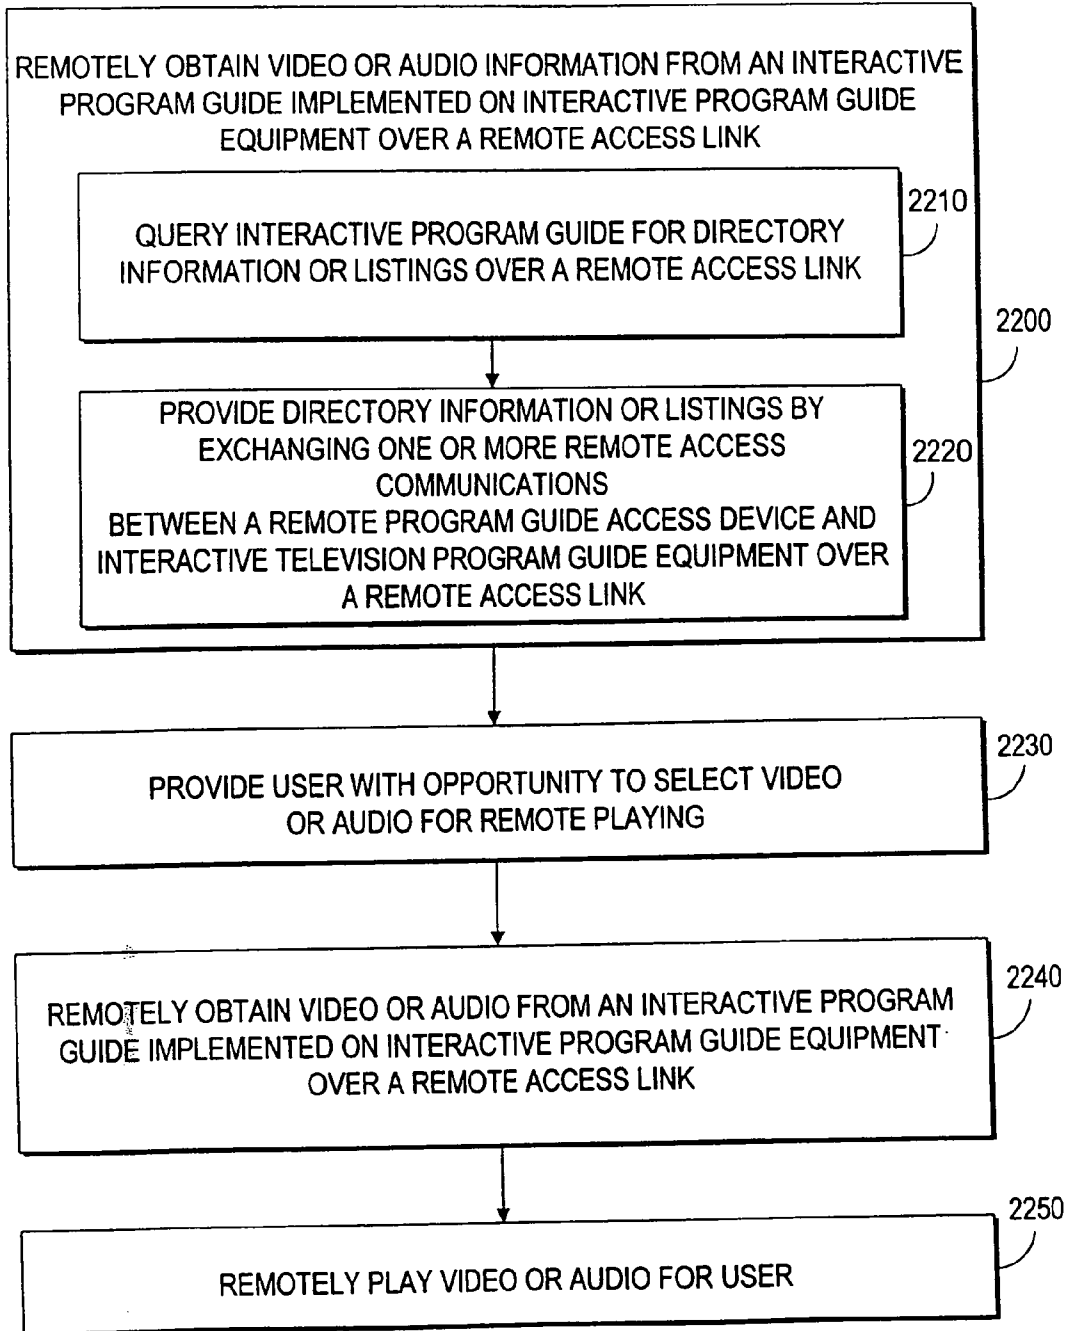 REMOTELY OBTAIN VIDEO OR AUDIO INFORMATION FROM AN INTERACTIVE
PROGRAM GUIDE IMPLEMENTED ON INTERACTIVE PROGRAM GUIDE
EQUIPMENT OVER A REMOTE ACCESS LINK
2210
QUERY INTERACTIVE PROGRAM GUIDE FOR DIRECTORY
INFORMATION OR LISTINGS OVER A REMOTE ACCESS LINK
2200
PROVIDE DIRECTORY INFORMATION OR LISTINGS BY
EXCHANGING ONE OR MORE REMOTE ACCESS
COMMUNICATIONS
BETWEEN A REMOTE PROGRAM GUIDE ACCESS DEVICE AND
INTERACTIVE TELEVISION PROGRAM GUIDE EQUIPMENT OVER
A REMOTE ACCESS LINK
2220
2230
PROVIDE USER WITH OPPORTUNITY TO SELECT VIDEO
OR AUDIO FOR REMOTE PLAYING
2240
REMOTELY OBTAIN VIDEO OR AUDIO FROM AN INTERACTIVE PROGRAM
GUIDE IMPLEMENTED ON INTERACTIVE PROGRAM GUIDE EQUIPMENT
OVER A REMOTE ACCESS LINK
2250
REMOTELY PLAY VIDEO OR AUDIO FOR USER